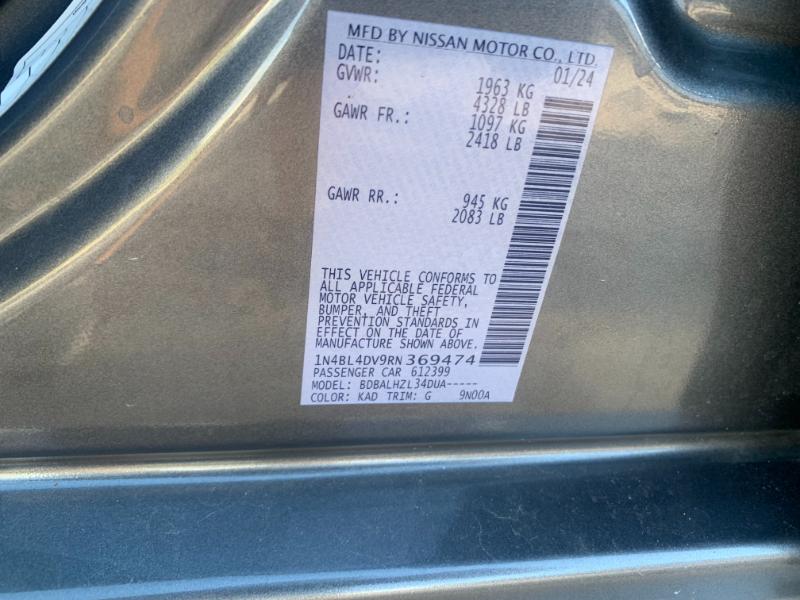 MFD BY NISSAN MOTOR CO., LTD.
DATE: 01/24
GVWR: 1963 KG
4328 LB
GAWR FR.: 1097 KG
2418 LB
GAWR RR.: 945 KG
2083 LB
THIS VEHICLE CONFORMS TO
ALL APPLICABLE FEDERAL
MOTOR VEHICLE SAFETY,
BUMPER, AND THEFT
PREVENTION STANDARDS IN
EFFECT ON THE DATE OF
MANUFACTURE SHOWN ABOVE.
1N4BL4DV9RN369474
PASSENGER CAR 612399
MODEL: BDBALHZL34DUA-----
COLOR: KAD TRIM: G 9N00A